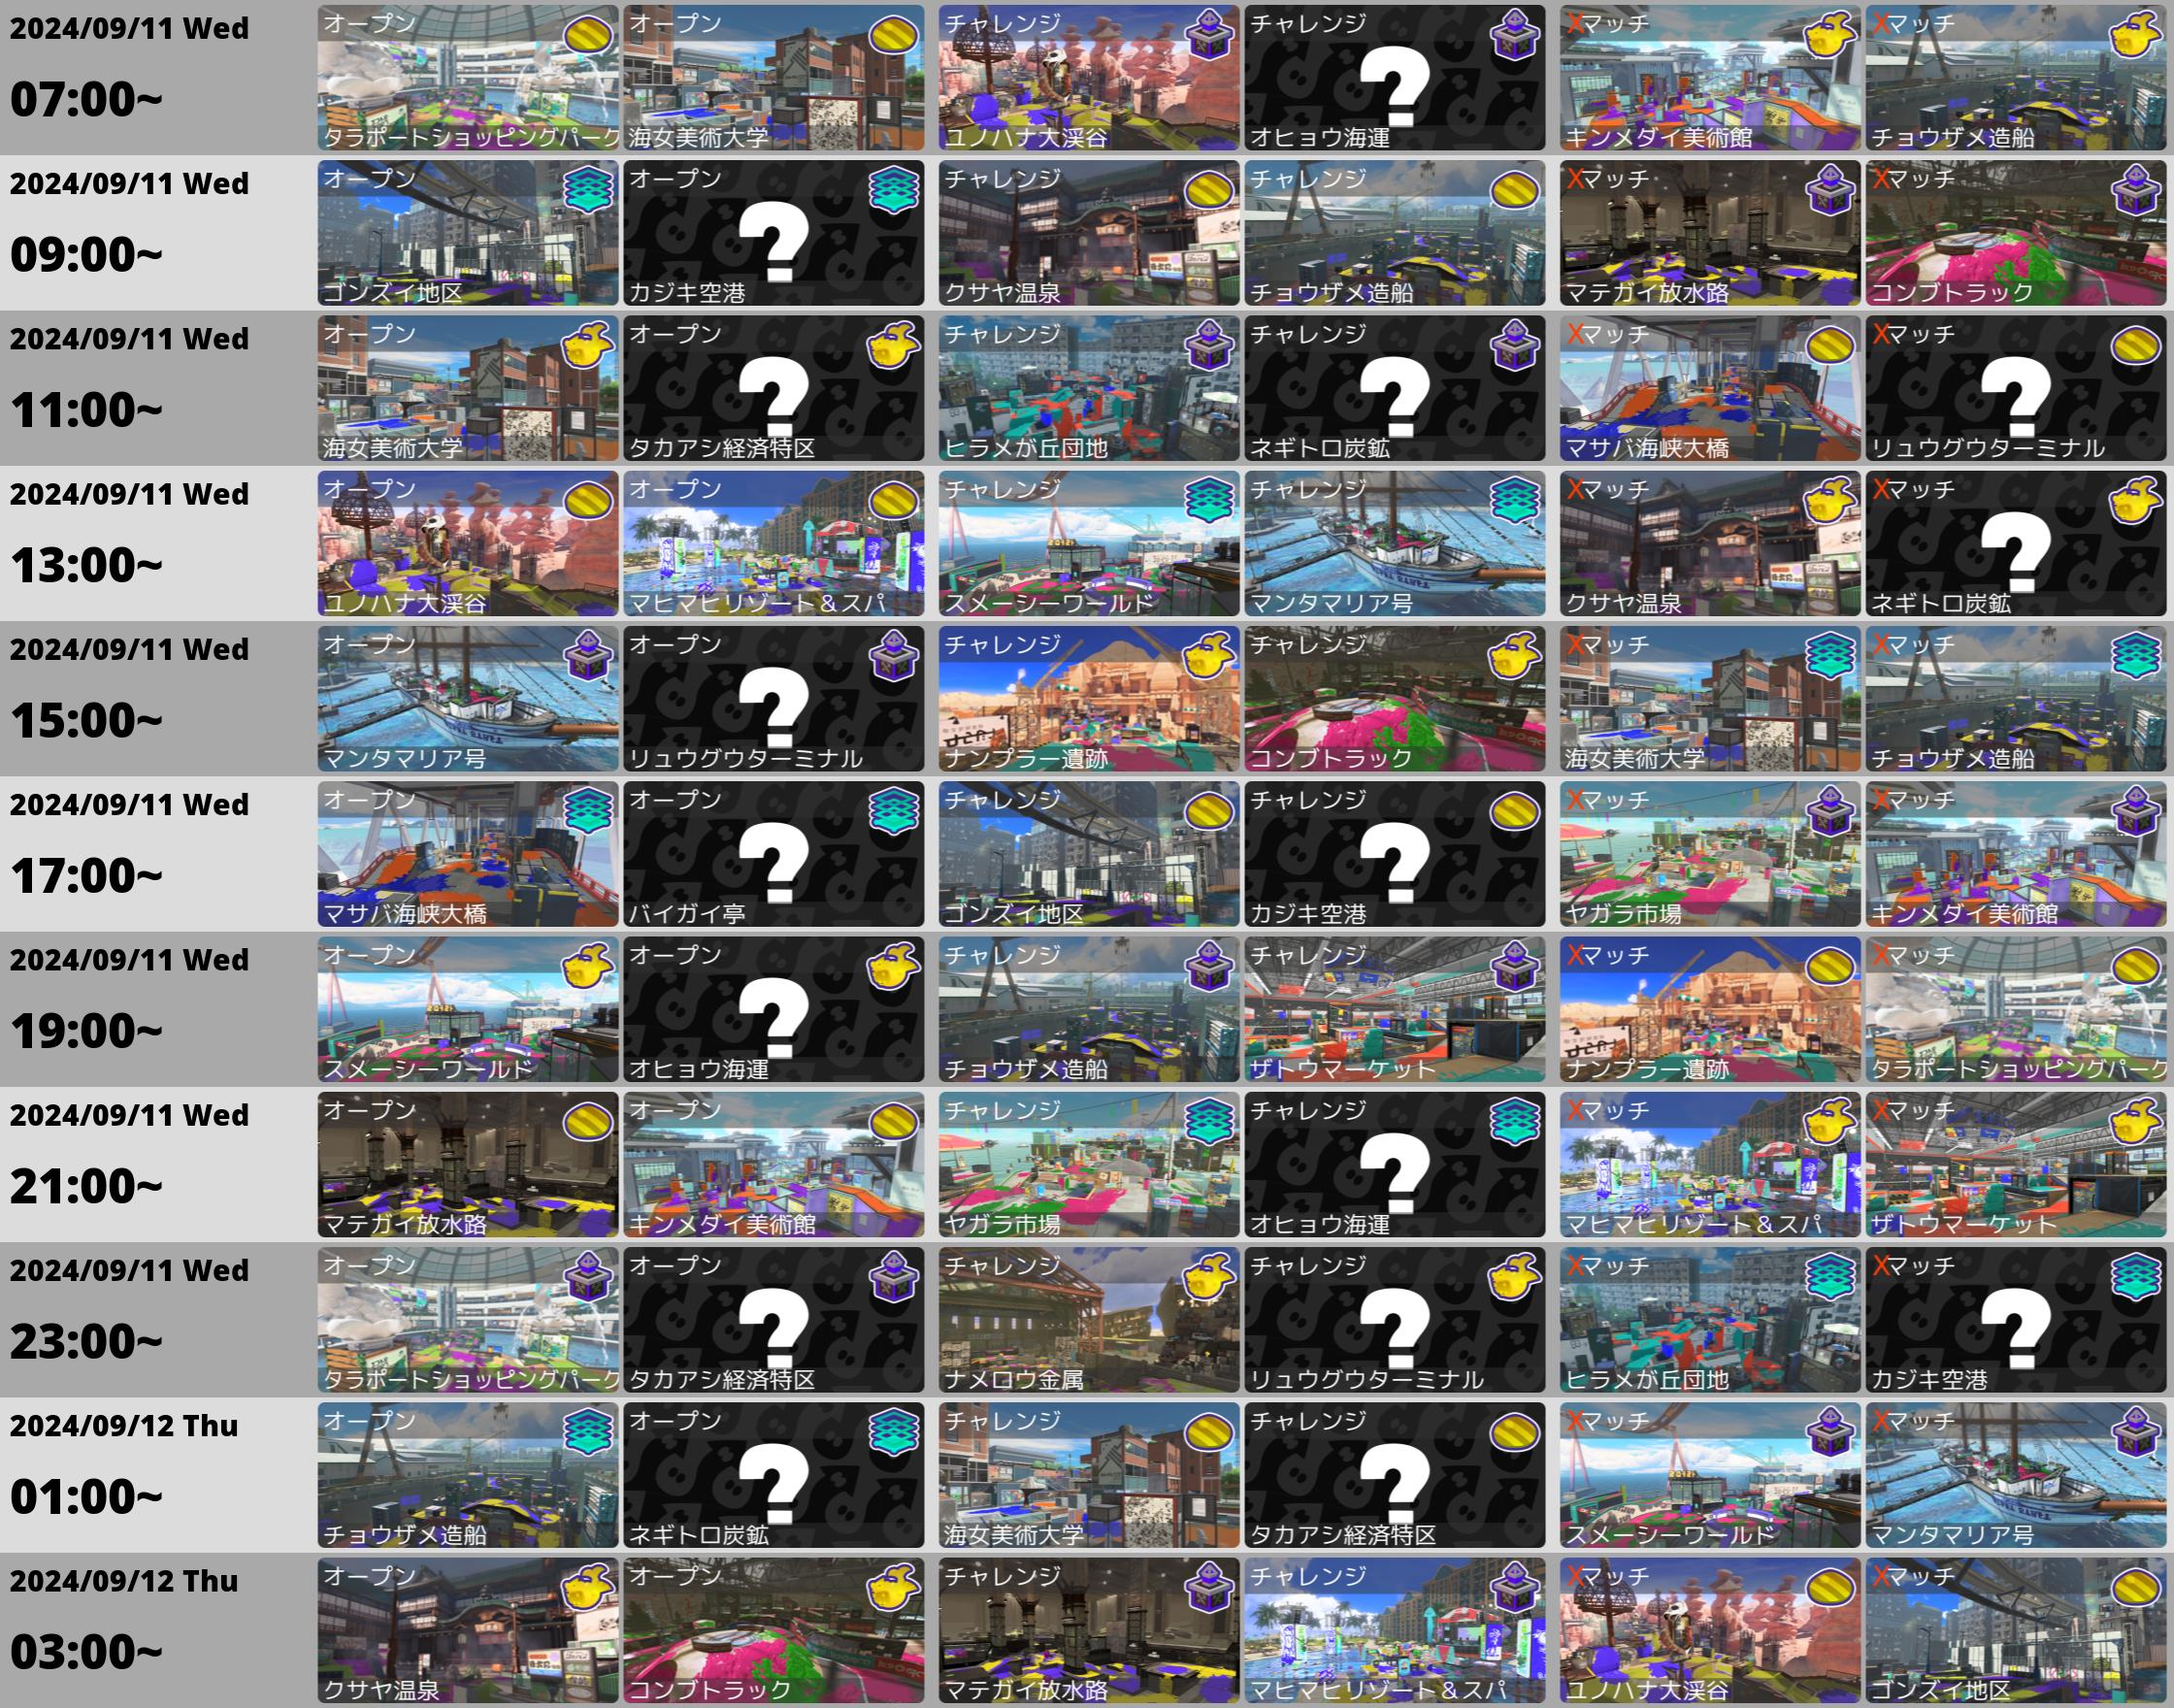 2024/09/11 Wed
07:00~
オープン
タラポートショッピングパーク
オープン
海女美術大学
チャレンジ
ユノハナ大渓谷
チャレンジ
オヒョウ海運
Xマッチ
キンメダイ美術館
Xマッチ
チョウザメ造船
2024/09/11 Wed
09:00~
オープン
ゴンズイ地区
オープン
カジキ空港
チャレンジ
クサヤ温泉
チャレンジ
チョウザメ造船
Xマッチ
マテガイ放水路
Xマッチ
コンブトラック
2024/09/11 Wed
11:00~
オープン
海女美術大学
オープン
タカアシ経済特区
チャレンジ
ヒラメが丘団地
チャレンジ
ネギトロ炭鉱
Xマッチ
マサバ海峡大橋
Xマッチ
リュウグウターミナル
2024/09/11 Wed
13:00~
オープン
ユノハナ大渓谷
オープン
マヒマヒリゾート&スパ
チャレンジ
スメーシーワールド
チャレンジ
マンタマリア号
Xマッチ
クサヤ温泉
Xマッチ
ネギトロ炭鉱
2024/09/11 Wed
15:00~
オープン
マンタマリア号
オープン
リュウグウターミナル
チャレンジ
ナンプラー遺跡
チャレンジ
コンブトラック
Xマッチ
海女美術大学
Xマッチ
チョウザメ造船
2024/09/11 Wed
17:00~
オープン
マサバ海峡大橋
オープン
バイガイ亭
チャレンジ
ゴンズイ地区
チャレンジ
カジキ空港
Xマッチ
ヤガラ市場
Xマッチ
キンメダイ美術館
2024/09/11 Wed
19:00~
オープン
スメーシーワールド
オープン
オヒョウ海運
チャレンジ
チョウザメ造船
チャレンジ
ザトウマーケット
Xマッチ
ナンプラー遺跡
Xマッチ
タラポートショッピングパーク
2024/09/11 Wed
21:00~
オープン
マテガイ放水路
オープン
キンメダイ美術館
チャレンジ
ヤガラ市場
チャレンジ
オヒョウ海運
Xマッチ
マヒマヒリゾート&スパ
Xマッチ
ザトウマーケット
2024/09/11 Wed
23:00~
オープン
タラポートショッピングパーク
オープン
タカアシ経済特区
チャレンジ
ナメロウ金属
チャレンジ
リュウグウターミナル
Xマッチ
ヒラメが丘団地
Xマッチ
カジキ空港
2024/09/12 Thu
01:00~
オープン
チョウザメ造船
オープン
ネギトロ炭鉱
チャレンジ
海女美術大学
チャレンジ
タカアシ経済特区
Xマッチ
スメーシーワールド
Xマッチ
マンタマリア号
2024/09/12 Thu
03:00~
オープン
クサヤ温泉
オープン
コンブトラック
チャレンジ
マテガイ放水路
チャレンジ
マヒマヒリゾート&スパ
Xマッチ
ユノハナ大渓谷
Xマッチ
ゴンズイ地区